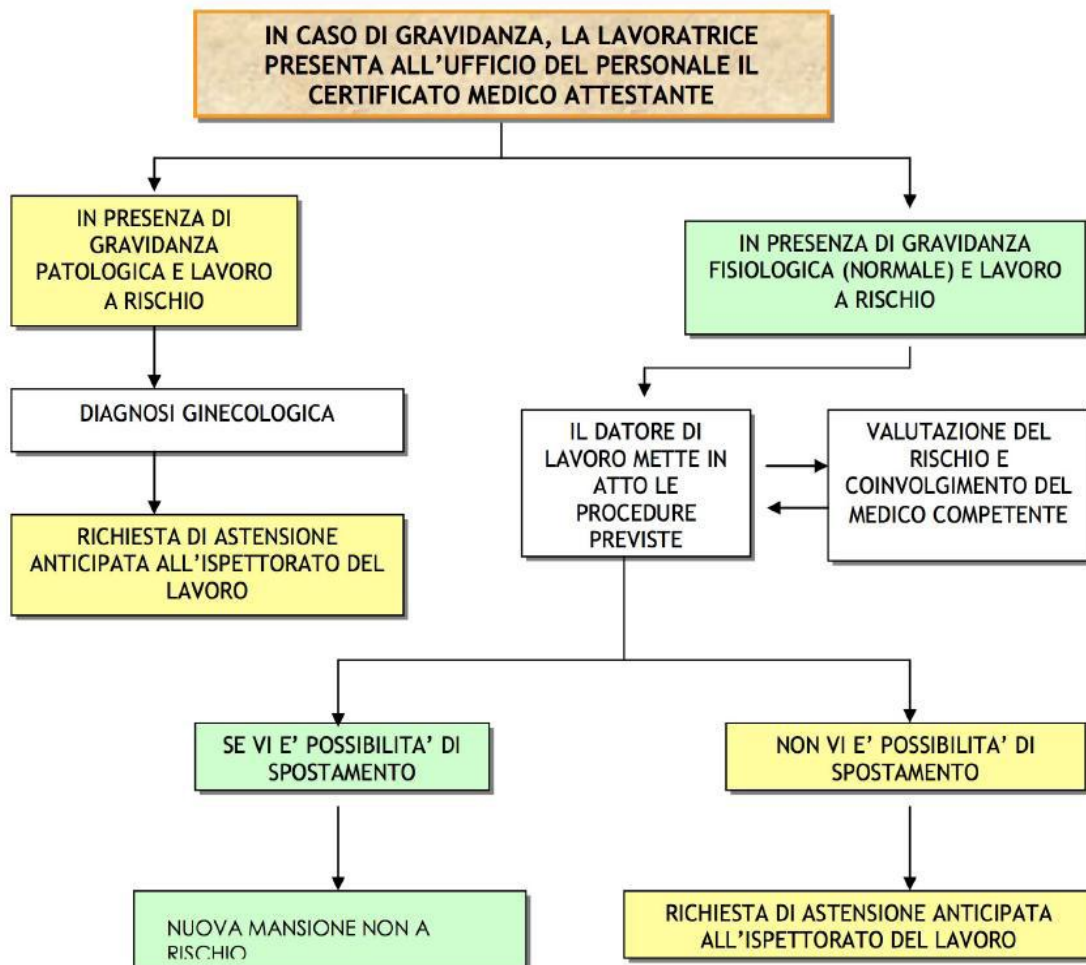 IN CASO DI GRAVIDANZA, LA LAVORATRICE
PRESENTA ALL'UFFICIO DEL PERSONALE IL
CERTIFICATO MEDICO ATTESTANTE
IN PRESENZA DI
GRAVIDANZA
PATOLOGICA E LAVORO
A RISCHIO
IN PRESENZA DI GRAVIDANZA
FISIOLOGICA (NORMALE) E LAVORO
A RISCHIO
DIAGNOSI GINECOLOGICA
RICHIESTA DI ASTENSIONE
ANTICIPATA ALL'ISPETTORATO DEL
LAVORO
IL DATORE DI
LAVORO METTE IN
ATTO LE
PROCEDURE
PREVISTE
VALUTAZIONE DEL
RISCHIO E
COINVOLGIMENTO DEL
MEDICO COMPETENTE
SE VI E' POSSIBILITA' DI
SPOSTAMENTO
NON VI E' POSSIBILITA' DI
SPOSTAMENTO
NUOVA MANSIONE NON A
RISCHIO
RICHIESTA DI ASTENSIONE ANTICIPATA
ALL'ISPETTORATO DEL LAVORO